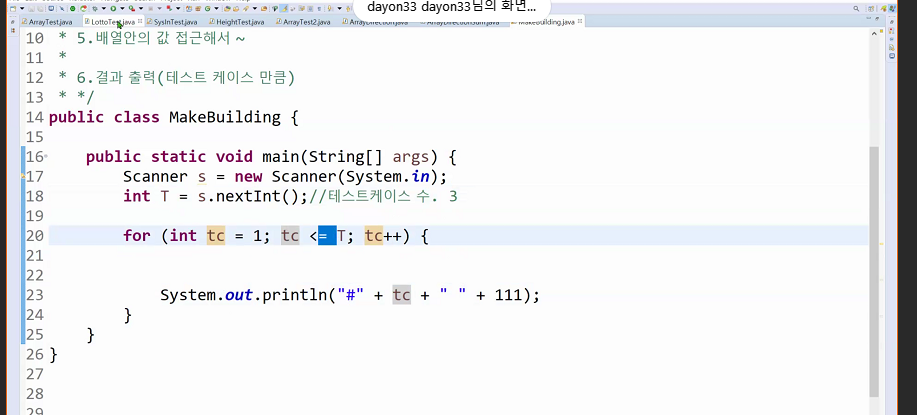 dayon33 dayon33님의 화면...
ArrayTest.java LottoTest.java SysInTest.java HeightTest.java ArrayTest2.java ArrayDirection.java ArrayDirectionSum.java MakeBuilding.java
10 * 5.배열안의 값 접근해서 ~
11 *
12 * 6.결과 출력(테스트 케이스 만큼)
13 * */
14 public class MakeBuilding {
15
16 public static void main(String[] args) {
17 Scanner s = new Scanner(System.in);
18 int T = s.nextInt();//테스트케이스 수. 3
19
20 for (int tc = 1; tc <= T; tc++) {
21
22
23 System.out.println("#" + tc + " " + 111);
24 }
25 }
26 }
27
28
29